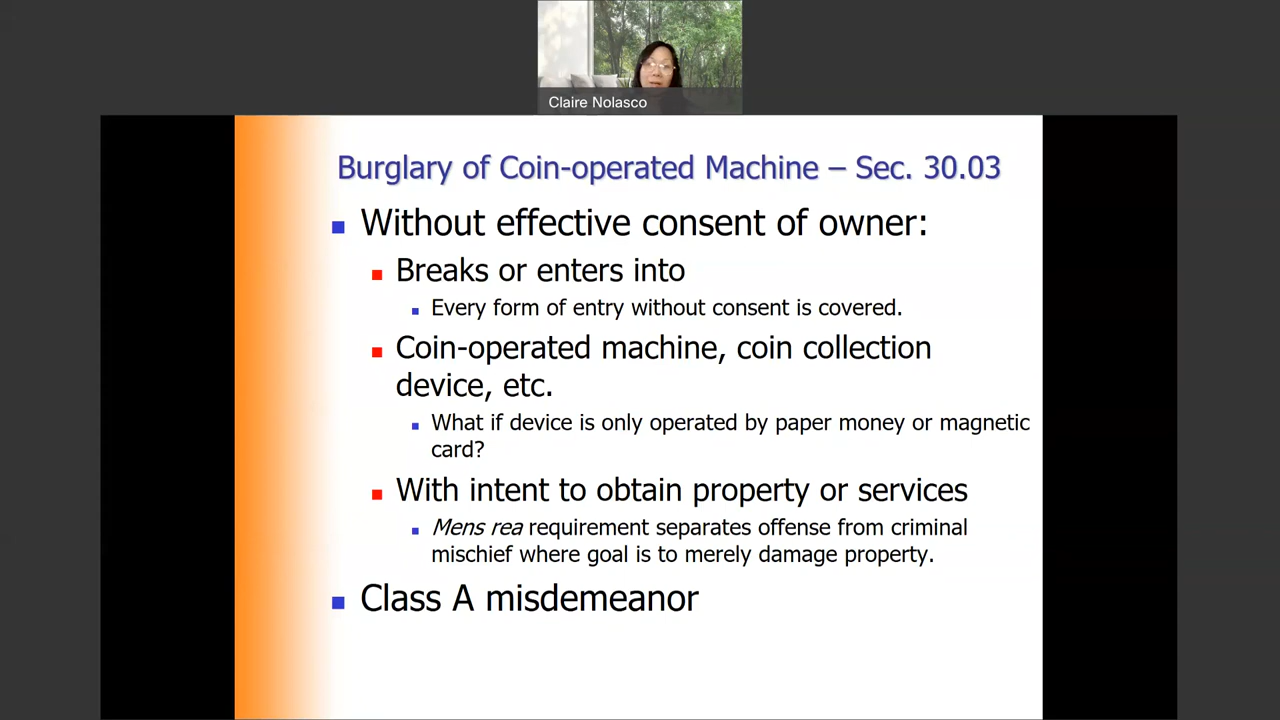 Claire Nolasco
Burglary of Coin-operated Machine – Sec. 30.03
Without effective consent of owner:
Breaks or enters into
Every form of entry without consent is covered.
Coin-operated machine, coin collection
device, etc.
What if device is only operated by paper money or magnetic
card?
With intent to obtain property or services
Mens rea requirement separates offense from criminal
mischief where goal is to merely damage property.
Class A misdemeanor